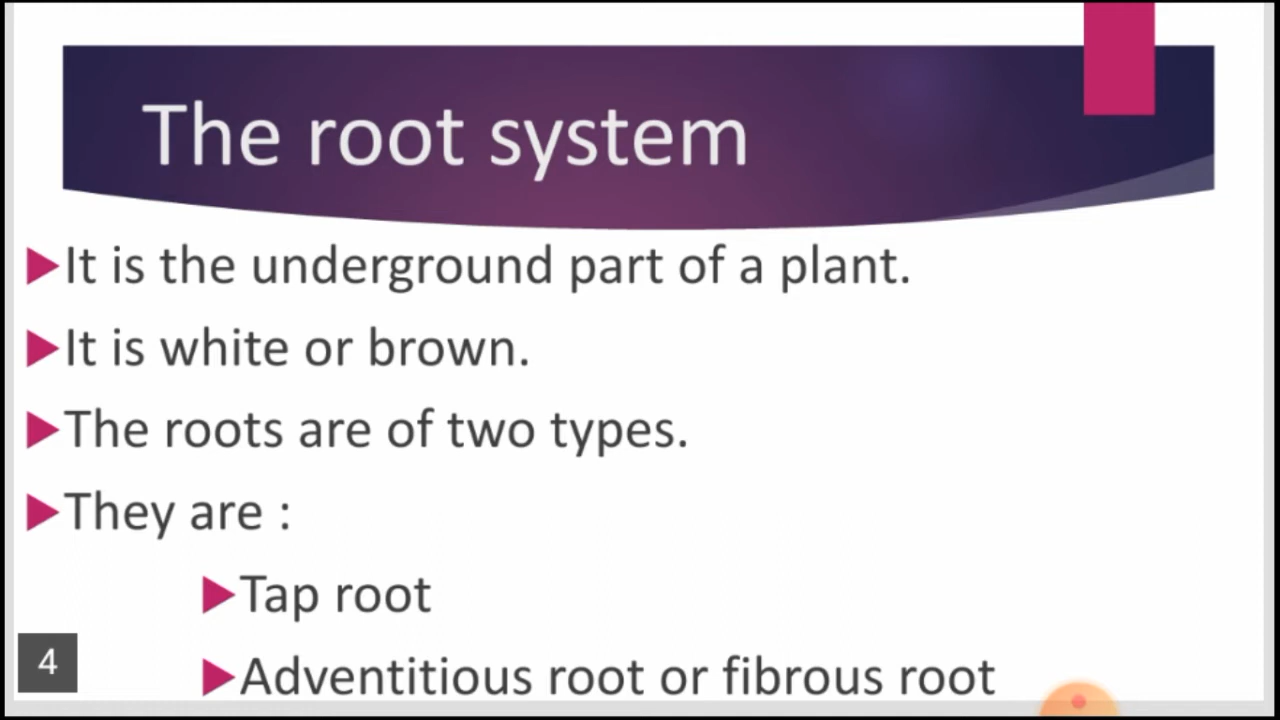 The root system
It is the underground part of a plant.
It is white or brown.
The roots are of two types.
They are :
Tap root
Adventitious root or fibrous root
4